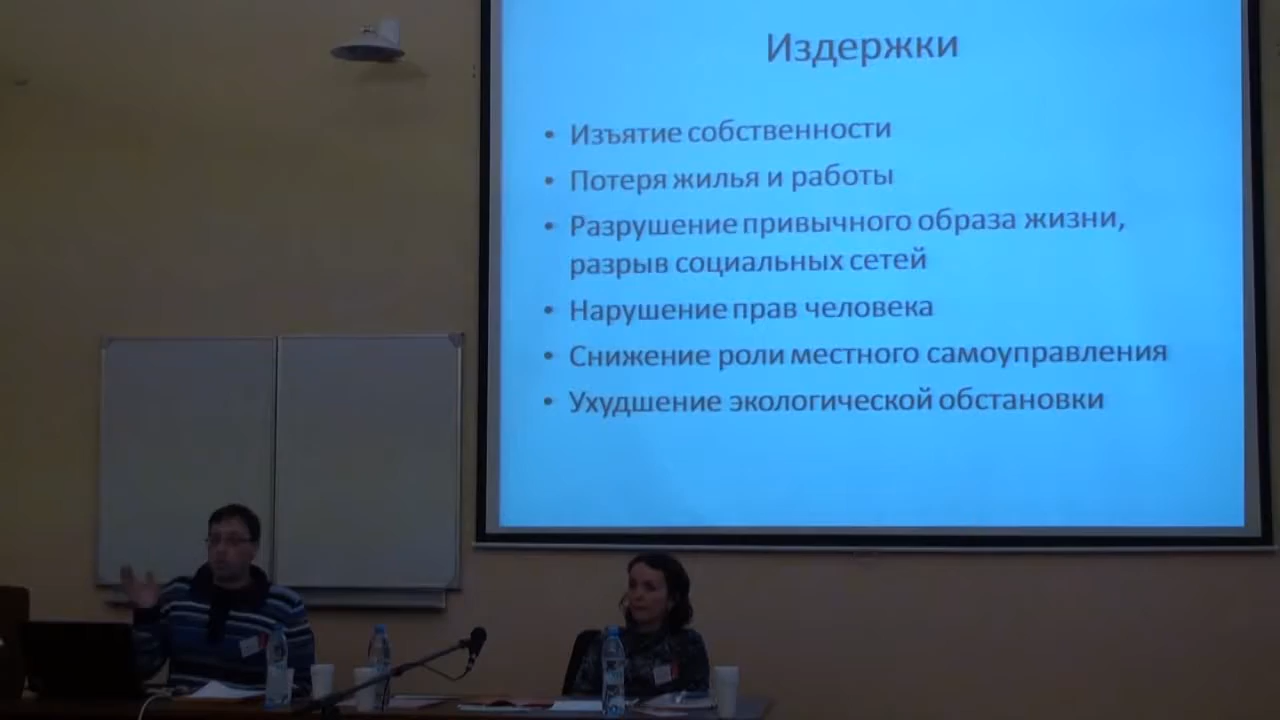 Издержки
• Изъятие собственности
• Потеря жилья и работы
• Разрушение привычного образа жизни,
разрыв социальных сетей
• Нарушение прав человека
• Снижение роли местного самоуправления
• Ухудшение экологической обстановки